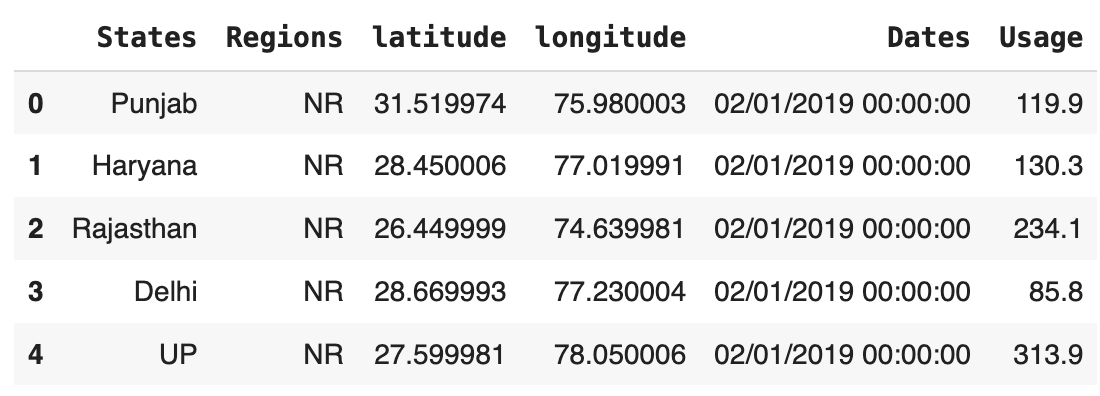 States Regions latitude longitude Dates Usage
0 Punjab NR 31.519974 75.980003 02/01/2019 00:00:00 119.9
1 Haryana NR 28.450006 77.019991 02/01/2019 00:00:00 130.3
2 Rajasthan NR 26.449999 74.639981 02/01/2019 00:00:00 234.1
3 Delhi NR 28.669993 77.230004 02/01/2019 00:00:00 85.8
4 UP NR 27.599981 78.050006 02/01/2019 00:00:00 313.9